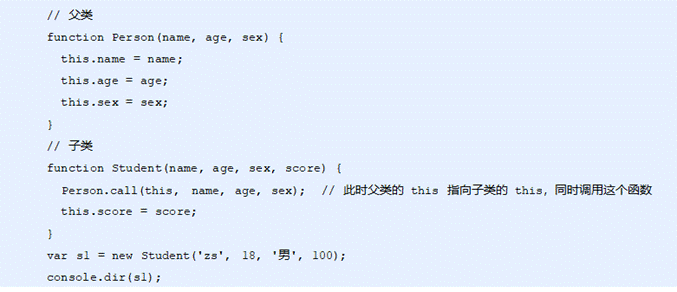 // 父类
function Person(name, age, sex) {
this.name = name;
this.age = age;
this.sex = sex;
}
// 子类
function Student(name, age, sex, score) {
Person.call(this, name, age, sex); // 此时父类的 this 指向子类的 this，同时调用这个函数
this.score = score;
}
var s1 = new Student('zs', 18, '男', 100);
console.dir(s1);